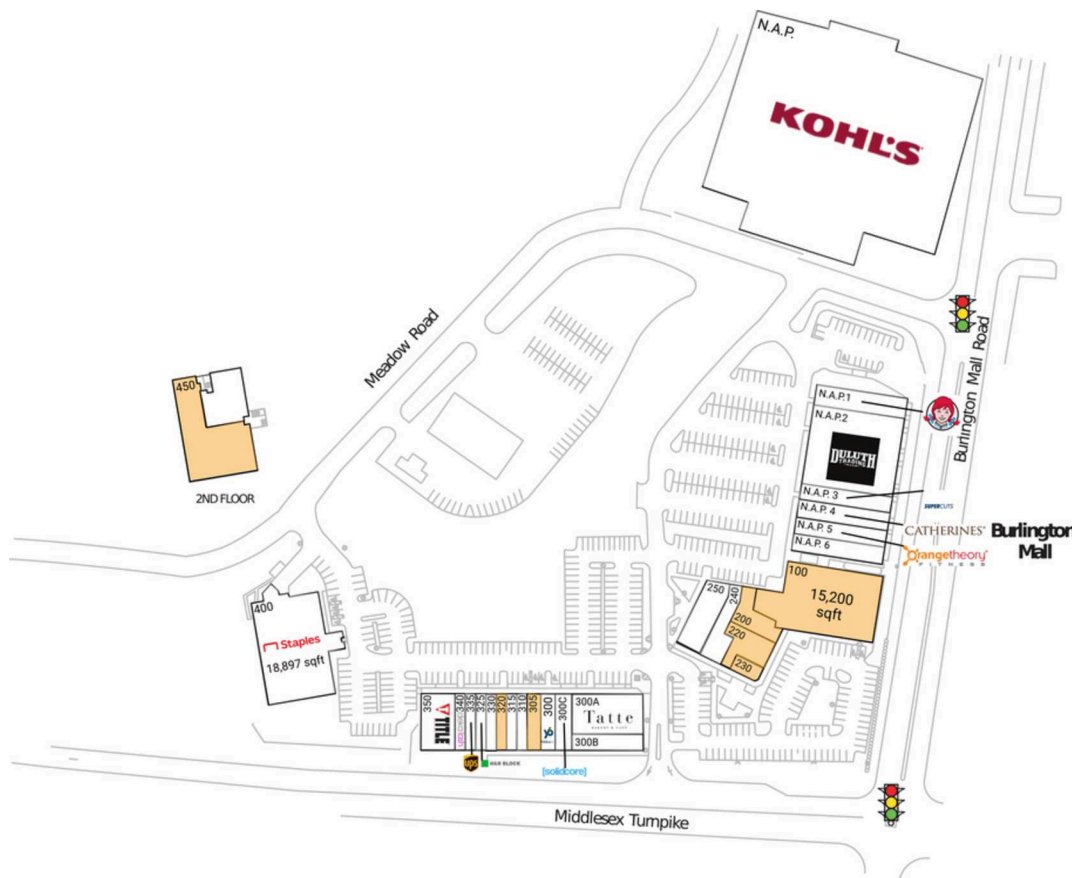 N.A.P.
KOHL'S
Meadow Road
Burlington Mall Road
N.A.P.1
N.A.P.2
DULUTH
TRADING
N.A.P. 3
SUPERCUTS
N.A.P. 4
CATHERINES
Burlington
Mall
N.A.P. 5
orangetheory
FITNESS
N.A.P. 6
450
2ND FLOOR
100
15,200
sqft
250
240
200
220
230
400
Staples
18,897 sqft
350
TITLE
340
335
325
330
320
315
310
305
300
300C
300A
Tatte
300B
ups
H&R BLOCK
[solidcore]
Middlesex Turnpike